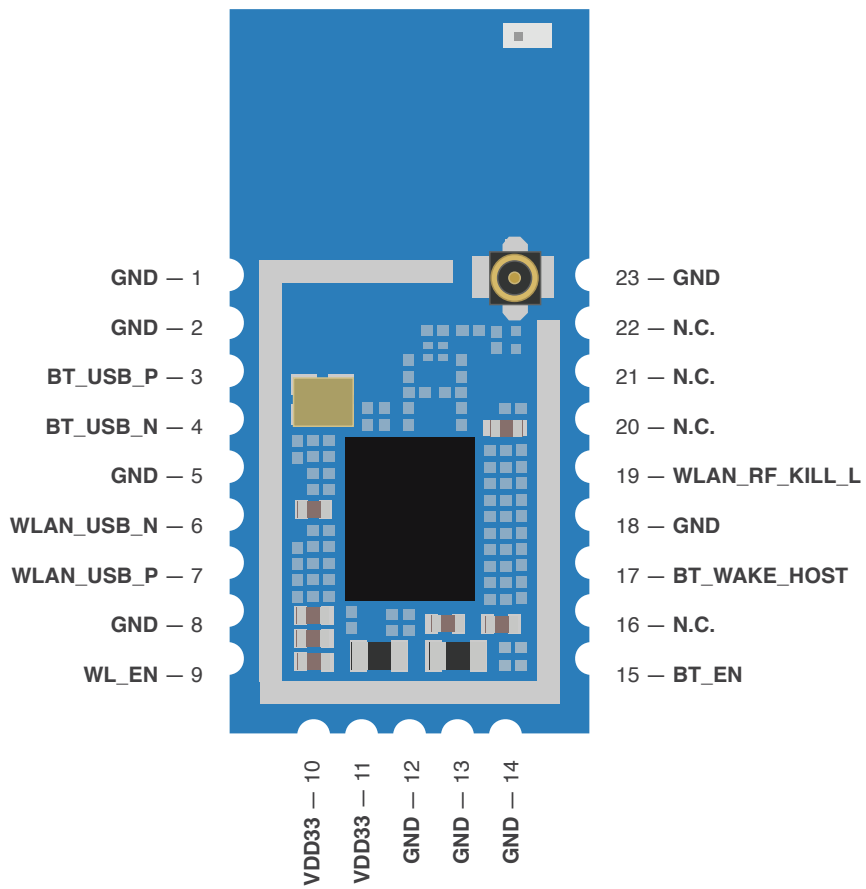 GND — 1
GND — 2
BT_USB_P — 3
BT_USB_N — 4
GND — 5
WLAN_USB_N — 6
WLAN_USB_P — 7
GND — 8
WL_EN — 9
VDD33 — 10
VDD33 — 11
GND — 12
GND — 13
GND — 14
23 — GND
22 — N.C.
21 — N.C.
20 — N.C.
19 — WLAN_RF_KILL_L
18 — GND
17 — BT_WAKE_HOST
16 — N.C.
15 — BT_EN